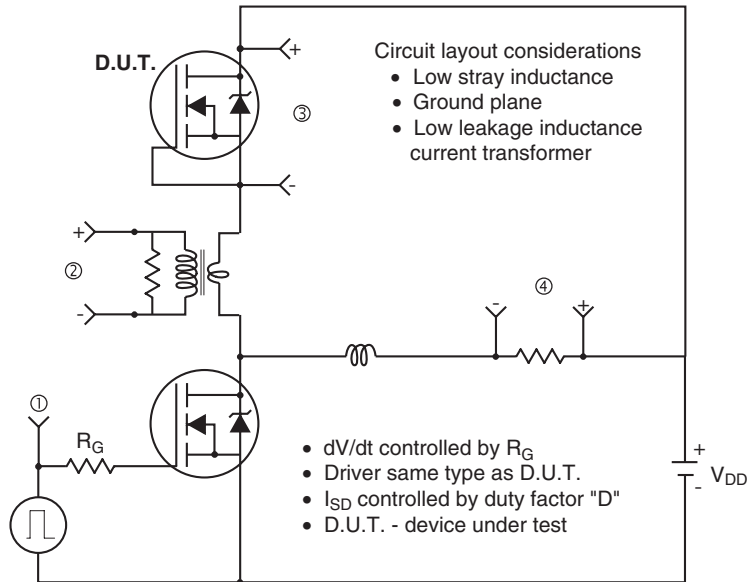 D.U.T.
+
③
-
Circuit layout considerations
• Low stray inductance
• Ground plane
• Low leakage inductance
current transformer
+
②
-
④
-
+
①
R_G
• dV/dt controlled by R_G
• Driver same type as D.U.T.
• I_SD controlled by duty factor "D"
• D.U.T. - device under test
+
V_DD
-